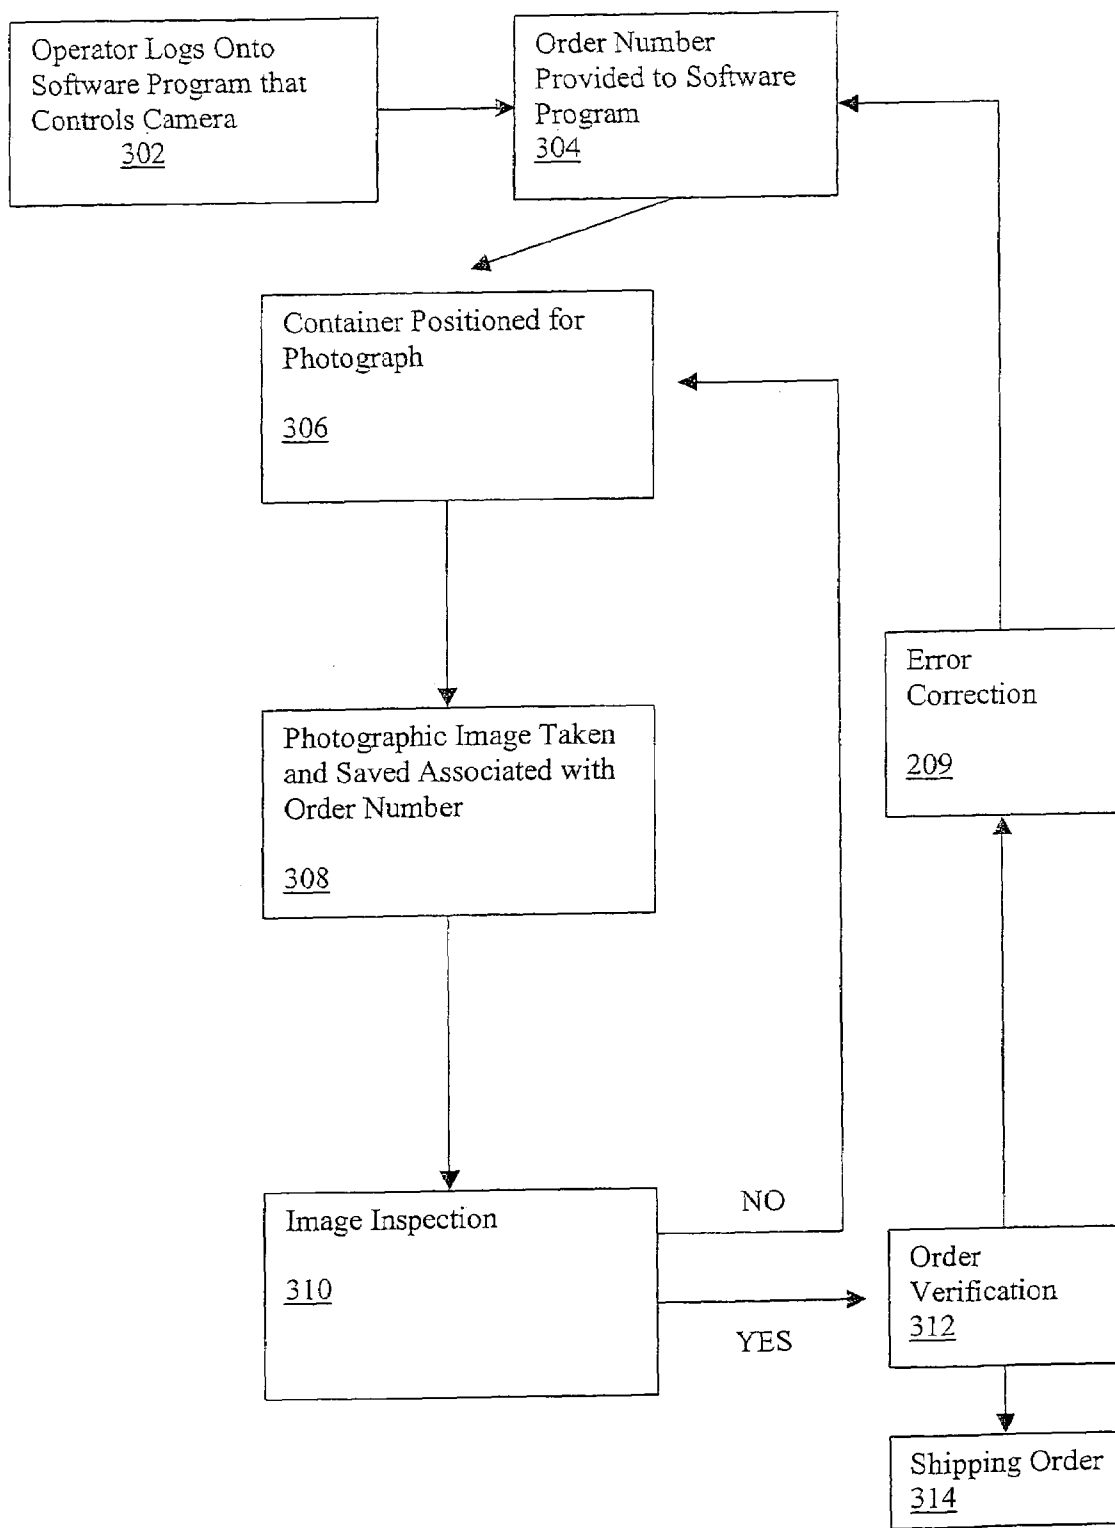 Operator Logs Onto
Software Program that
Controls Camera
302
Order Number
Provided to Software
Program
304
Container Positioned for
Photograph
306
Photographic Image Taken
and Saved Associated with
Order Number
308
Error
Correction
209
Image Inspection
310
NO
YES
Order
Verification
312
Shipping Order
314